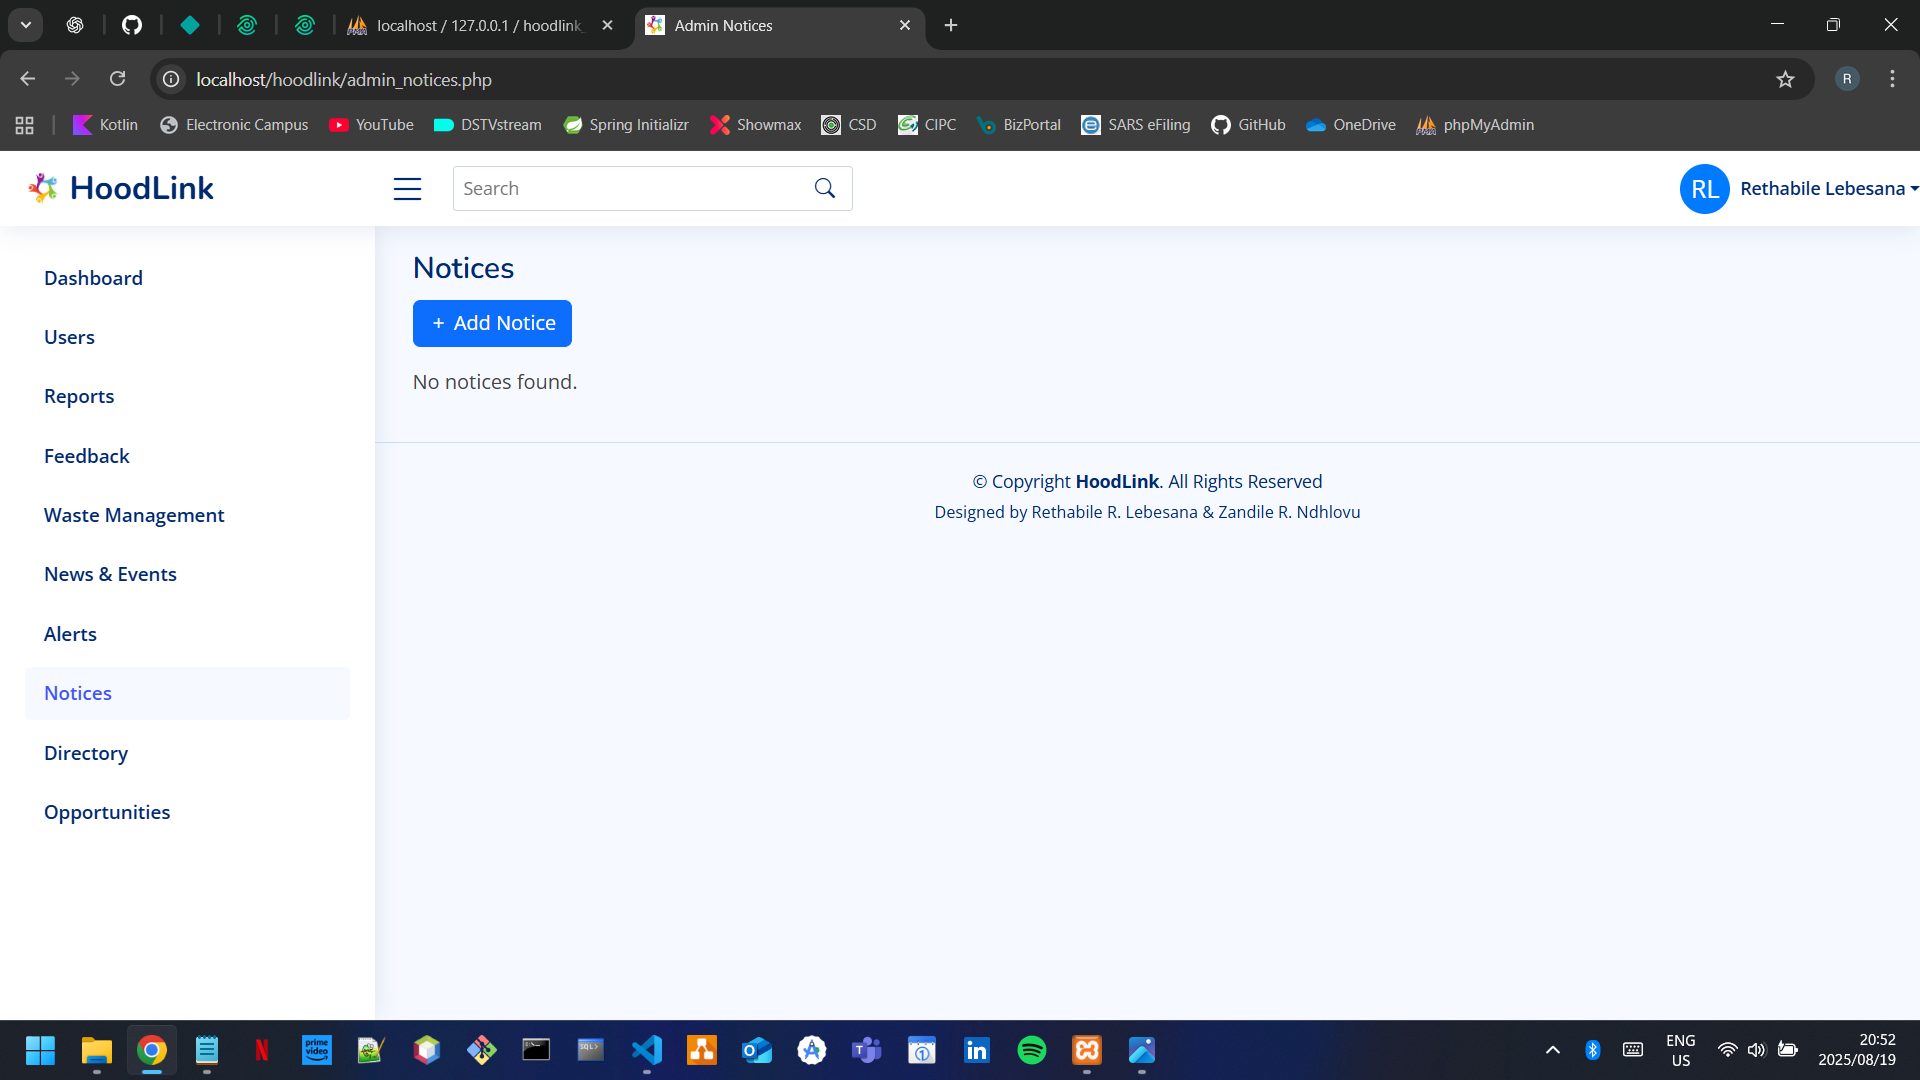 localhost / 127.0.0.1 / hoodlink_
Admin Notices
localhost/hoodlink/admin_notices.php
R
Kotlin
Electronic Campus
YouTube
DSTVstream
Spring Initializr
Showmax
CSD
CIPC
BizPortal
SARS eFiling
GitHub
OneDrive
phpMyAdmin
HoodLink
Search
RL
Rethabile Lebesana
Dashboard
Users
Reports
Feedback
Waste Management
News & Events
Alerts
Notices
Directory
Opportunities
Notices
+ Add Notice
No notices found.
© Copyright HoodLink. All Rights Reserved
Designed by Rethabile R. Lebesana & Zandile R. Ndhlovu
prime video
ENG
US
20:52
2025/08/19